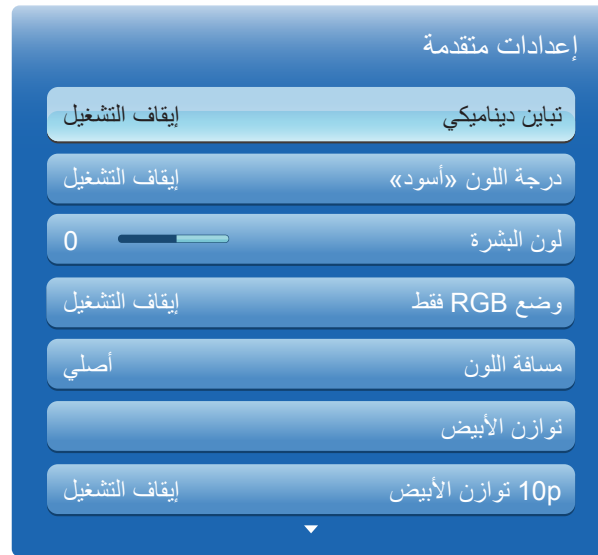 إعدادات متقدمة
تباين ديناميكي إيقاف التشغيل
درجة اللون «أسود» إيقاف التشغيل
لون البشرة 0
وضع RGB فقط إيقاف التشغيل
مسافة اللون أصلي
توازن الأبيض
10p توازن الأبيض إيقاف التشغيل